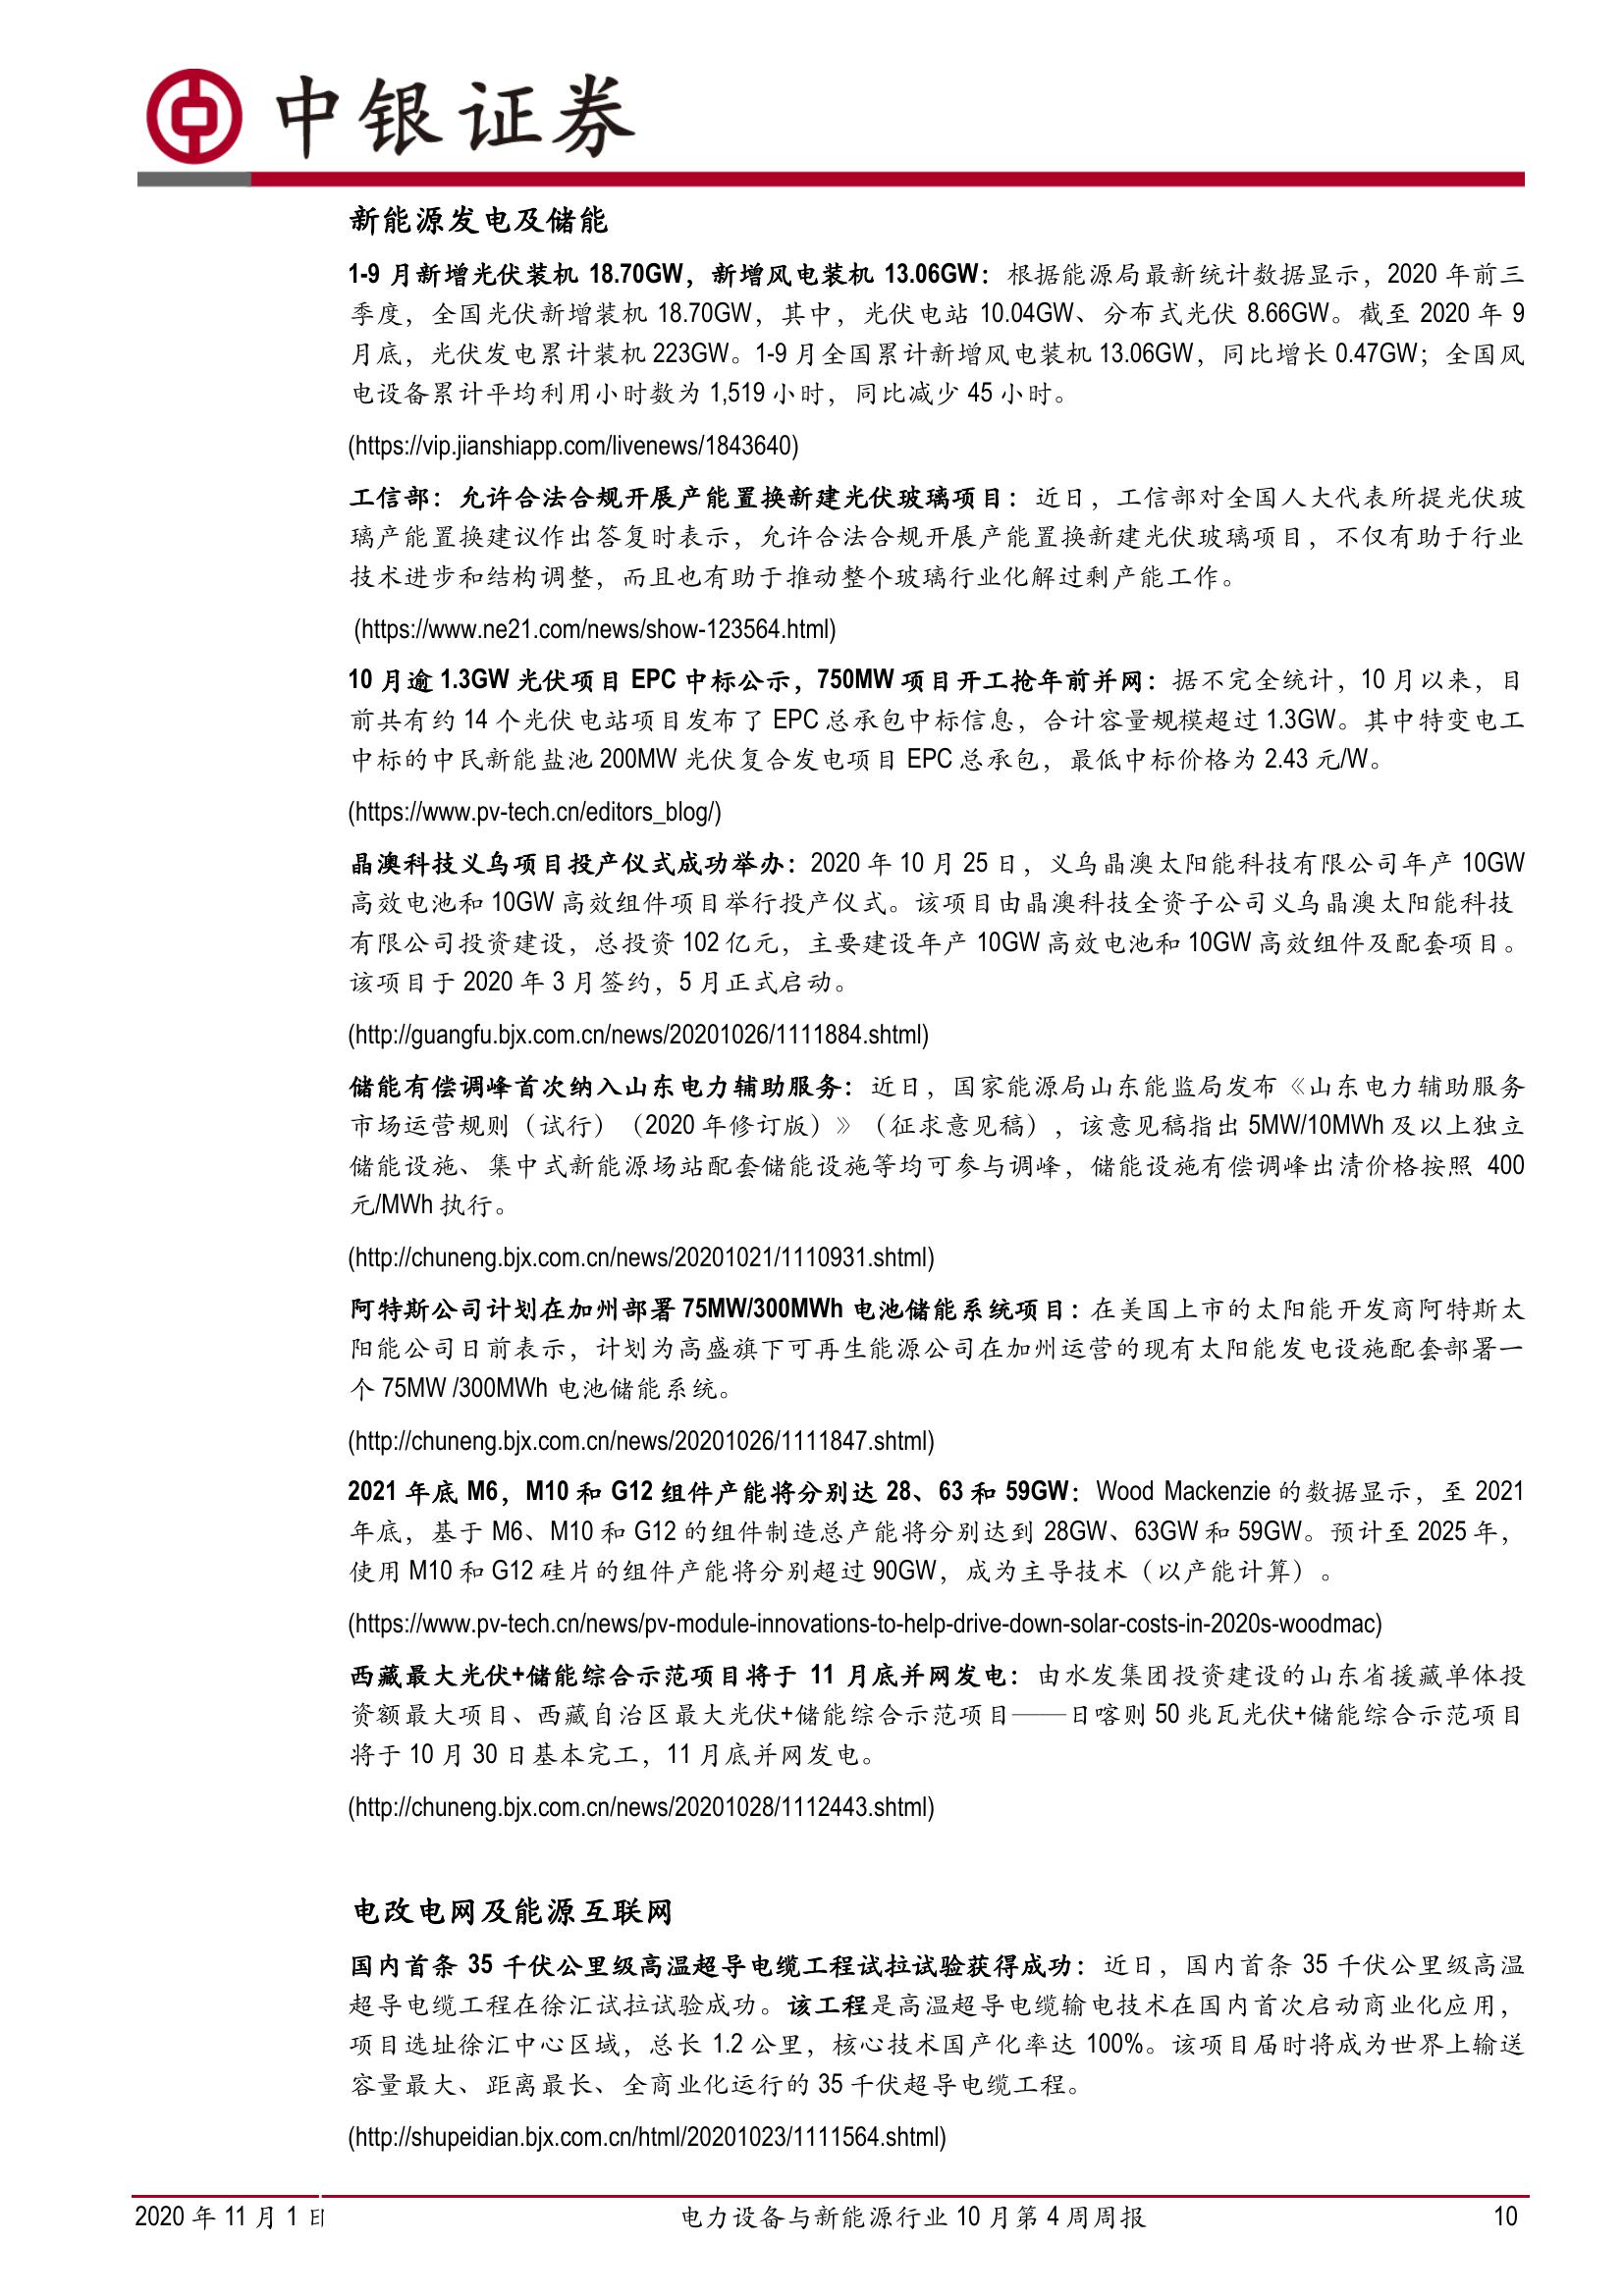 中银证券
新能源发电及储能
1-9 月新增光伏装机 18.70GW，新增风电装机 13.06GW：根据能源局最新统计数据显示，2020 年前三
季度，全国光伏新增装机 18.70GW，其中，光伏电站 10.04GW、分布式光伏 8.66GW。截至 2020 年 9
月底，光伏发电累计装机 223GW。1-9 月全国累计新增风电装机 13.06GW，同比增长 0.47GW；全国风
电设备累计平均利用小时数为 1,519 小时，同比减少 45 小时。
(https://vip.jianshiapp.com/livenews/1843640)
工信部：允许合法合规开展产能置换新建光伏玻璃项目：近日，工信部对全国人大代表所提光伏玻
璃产能置换建议作出答复时表示，允许合法合规开展产能置换新建光伏玻璃项目，不仅有助于行业
技术进步和结构调整，而且也有助于推动整个玻璃行业化解过剩产能工作。
(https://www.ne21.com/news/show-123564.html)
10 月逾 1.3GW 光伏项目 EPC 中标公示，750MW 项目开工抢年前并网：据不完全统计，10 月以来，目
前共有约 14 个光伏电站项目发布了 EPC 总承包中标信息，合计容量规模超过 1.3GW。其中特变电工
中标的中民新能盐池 200MW 光伏复合发电项目 EPC 总承包，最低中标价格为 2.43 元/W。
(https://www.pv-tech.cn/editors_blog/)
晶澳科技义乌项目投产仪式成功举办：2020 年 10 月 25 日，义乌晶澳太阳能科技有限公司年产 10GW
高效电池和 10GW 高效组件项目举行投产仪式。该项目由晶澳科技全资子公司义乌晶澳太阳能科技
有限公司投资建设，总投资 102 亿元，主要建设年产 10GW 高效电池和 10GW 高效组件及配套项目。
该项目于 2020 年 3 月签约，5 月正式启动。
(http://guangfu.bjx.com.cn/news/20201026/1111884.shtml)
储能有偿调峰首次纳入山东电力辅助服务：近日，国家能源局山东能监局发布《山东电力辅助服务
市场运营规则（试行）（2020 年修订版）》（征求意见稿），该意见稿指出 5MW/10MWh 及以上独立
储能设施、集中式新能源场站配套储能设施等均可参与调峰，储能设施有偿调峰出清价格按照 400
元/MWh 执行。
(http://chuneng.bjx.com.cn/news/20201021/1110931.shtml)
阿特斯公司计划在加州部署 75MW/300MWh 电池储能系统项目：在美国上市的太阳能开发商阿特斯太
阳能公司日前表示，计划为高盛旗下可再生能源公司在加州运营的现有太阳能发电设施配套部署一
个 75MW /300MWh 电池储能系统。
(http://chuneng.bjx.com.cn/news/20201026/1111847.shtml)
2021 年底 M6，M10 和 G12 组件产能将分别达 28、63 和 59GW：Wood Mackenzie 的数据显示，至 2021
年底，基于 M6、M10 和 G12 的组件制造总产能将分别达到 28GW、63GW 和 59GW。预计至 2025 年，
使用 M10 和 G12 硅片的组件产能将分别超过 90GW，成为主导技术（以产能计算）。
(https://www.pv-tech.cn/news/pv-module-innovations-to-help-drive-down-solar-costs-in-2020s-woodmac)
西藏最大光伏+储能综合示范项目将于 11 月底并网发电：由水发集团投资建设的山东省援藏单体投
资额最大项目、西藏自治区最大光伏+储能综合示范项目——日喀则 50 兆瓦光伏+储能综合示范项目
将于 10 月 30 日基本完工，11 月底并网发电。
(http://chuneng.bjx.com.cn/news/20201028/1112443.shtml)
电改电网及能源互联网
国内首条 35 千伏公里级高温超导电缆工程试拉试验获得成功：近日，国内首条 35 千伏公里级高温
超导电缆工程在徐汇试拉试验成功。该工程是高温超导电缆输电技术在国内首次启动商业化应用，
项目选址徐汇中心区域，总长 1.2 公里，核心技术国产化率达 100%。该项目届时将成为世界上输送
容量最大、距离最长、全商业化运行的 35 千伏超导电缆工程。
(http://shupeidian.bjx.com.cn/html/20201023/1111564.shtml)
2020 年 11 月 1 日
电力设备与新能源行业 10 月第 4 周周报
10